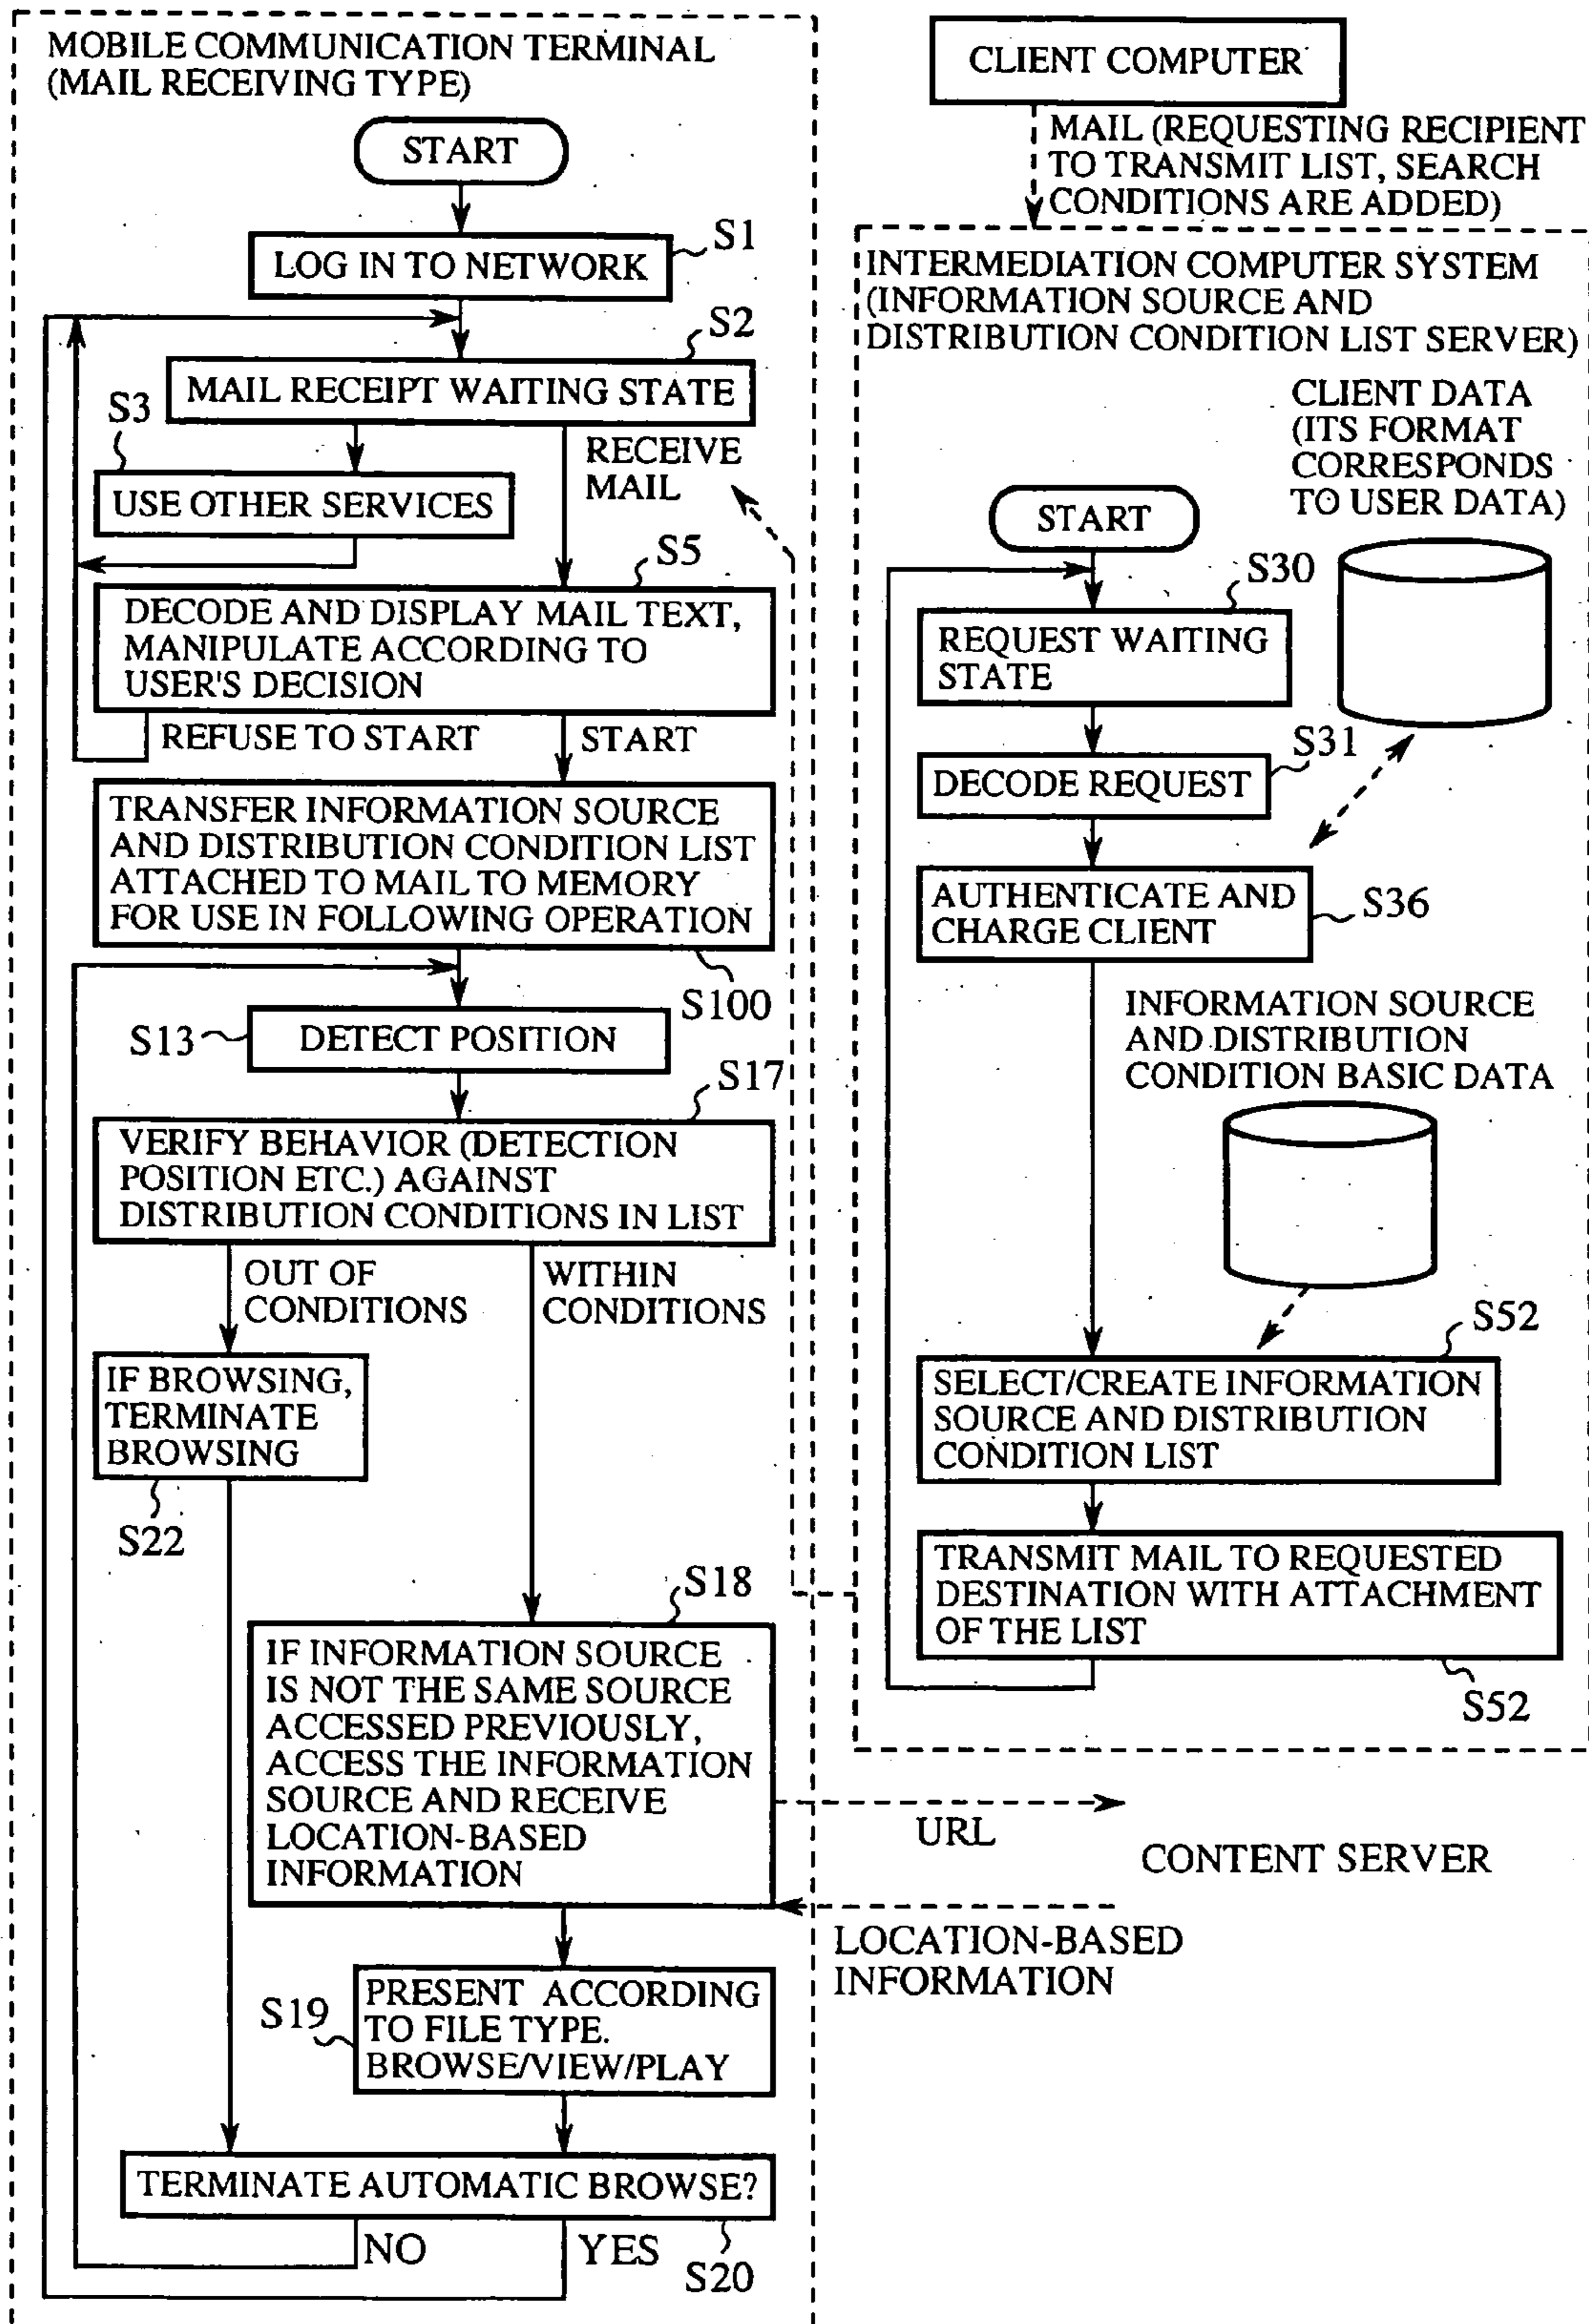 MOBILE COMMUNICATION TERMINAL
(MAIL RECEIVING TYPE)
START
S1
LOG IN TO NETWORK
S2
MAIL RECEIPT WAITING STATE
S3
RECEIVE
MAIL
USE OTHER SERVICES
S5
DECODE AND DISPLAY MAIL TEXT,
MANIPULATE ACCORDING TO
USER'S DECISION
REFUSE TO START
START
TRANSFER INFORMATION SOURCE
AND DISTRIBUTION CONDITION LIST
ATTACHED TO MAIL TO MEMORY
FOR USE IN FOLLOWING OPERATION
S100
S13
DETECT POSITION
S17
VERIFY BEHAVIOR (DETECTION
POSITION ETC.) AGAINST
DISTRIBUTION CONDITIONS IN LIST
OUT OF
CONDITIONS
WITHIN
CONDITIONS
IF BROWSING,
TERMINATE
BROWSING
S22
S18
IF INFORMATION SOURCE
IS NOT THE SAME SOURCE
ACCESSED PREVIOUSLY,
ACCESS THE INFORMATION
SOURCE AND RECEIVE
LOCATION-BASED
INFORMATION
S19
PRESENT ACCORDING
TO FILE TYPE.
BROWSE/VIEW/PLAY
TERMINATE AUTOMATIC BROWSE?
NO
YES
S20
CLIENT COMPUTER
MAIL (REQUESTING RECIPIENT
TO TRANSMIT LIST, SEARCH
CONDITIONS ARE ADDED)
INTERMEDIATION COMPUTER SYSTEM
(INFORMATION SOURCE AND
DISTRIBUTION CONDITION LIST SERVER)
CLIENT DATA
(ITS FORMAT
CORRESPONDS
TO USER DATA)
START
S30
REQUEST WAITING
STATE
S31
DECODE REQUEST
AUTHENTICATE AND
CHARGE CLIENT
S36
INFORMATION SOURCE
AND DISTRIBUTION
CONDITION BASIC DATA
S52
SELECT/CREATE INFORMATION
SOURCE AND DISTRIBUTION
CONDITION LIST
TRANSMIT MAIL TO REQUESTED
DESTINATION WITH ATTACHMENT
OF THE LIST
S52
URL
CONTENT SERVER
LOCATION-BASED
INFORMATION